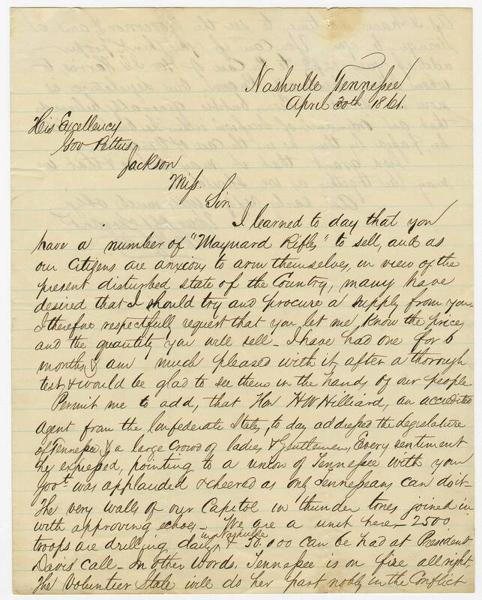 Nashville Tennessee
April 30th 1861.
His Excellency
Gov Pettus
Jackson
Miss.
Sir.
I learned to day that you
have a number of "Maynard Rifles" to sell, and as
our Citizens are anxious to arm themselves, in view of the
present disturbed state of the Country, many have
desired that I should try and procure a supply from you
I therefore respectfully request that you let me know the price
and the quantity you will sell - I have had one for 6
months & am much pleased with it, after a thorough
test, & would be glad to see them in the hands of our people
Permit me to add, that Hon H W Hilliard, an accredited
agent from the Confederate States, to day addressed the legislature
of Tennessee & a large Crowd of ladies & Gentlemen, Every sentiment
he expressed, pointing to a union of Tennessee with your
Govt. was applauded & cheered as only Tennesseans can do it -
The very walls of our Capitol in thunder tones joined in
with approving echoes - We are a unit here - 2500
troops are drilling daily in Nashville & 50.000 can be had at President
Davis' call - In other words, Tennessee is on fire all right
The Volunteer State will do her part nobly in the Conflict